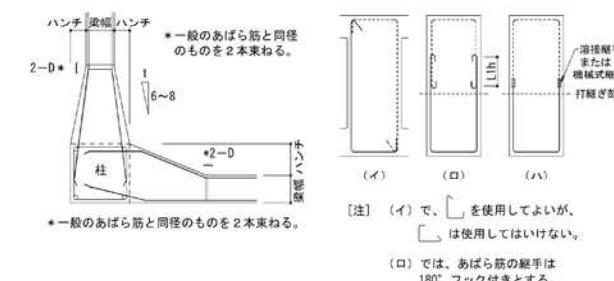 ハンチ 梁幅 ハンチ
*一般のあばら筋と同径
のものを2本束ねる。
2-D*
1
6~8
*2-D
柱
ハンチ
梁幅
*一般のあばら筋と同径のものを2本束ねる。
L1h
溶接継手
または
機械式継
打継ぎ部
(イ) (ロ) (ハ)
[注] (イ)で、 を使用してよいが、
は使用してはいけない。
(ロ)では、あばら筋の継手は
180°フック付きとする。